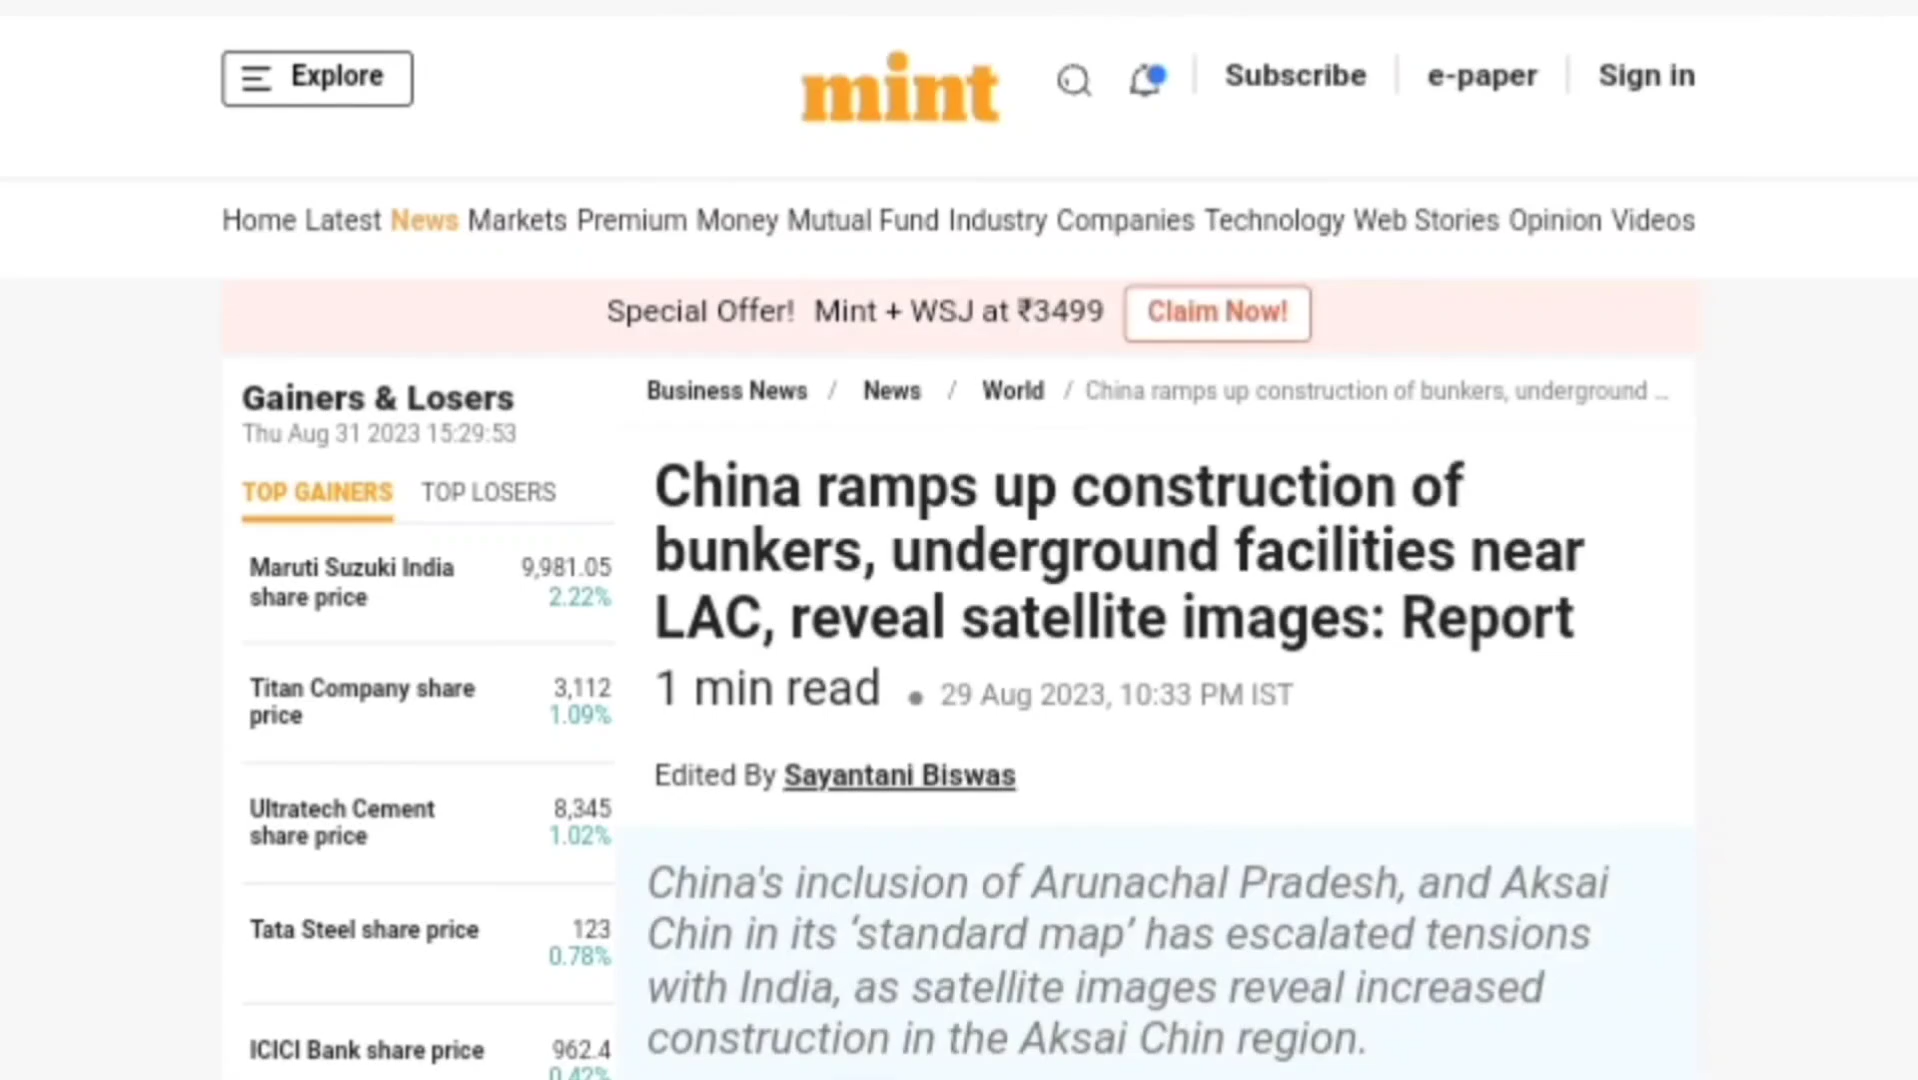 Explore
mint
Subscribe
e-paper
Sign in
Home Latest News Markets Premium Money Mutual Fund Industry Companies Technology Web Stories Opinion Videos
Special Offer! Mint + WSJ at ₹3499 Claim Now!
Gainers & Losers
Thu Aug 31 2023 15:29:53
TOP GAINERS TOP LOSERS
Maruti Suzuki India 9,981.05
share price 2.22%
Titan Company share 3,112
price 1.09%
Ultratech Cement 8,345
share price 1.02%
Tata Steel share price 123
0.78%
ICICI Bank share price 962.4
0.42%
Business News / News / World / China ramps up construction of bunkers, underground ...
China ramps up construction of
bunkers, underground facilities near
LAC, reveal satellite images: Report
1 min read • 29 Aug 2023, 10:33 PM IST
Edited By Sayantani Biswas
China's inclusion of Arunachal Pradesh, and Aksai
Chin in its ‘standard map’ has escalated tensions
with India, as satellite images reveal increased
construction in the Aksai Chin region.